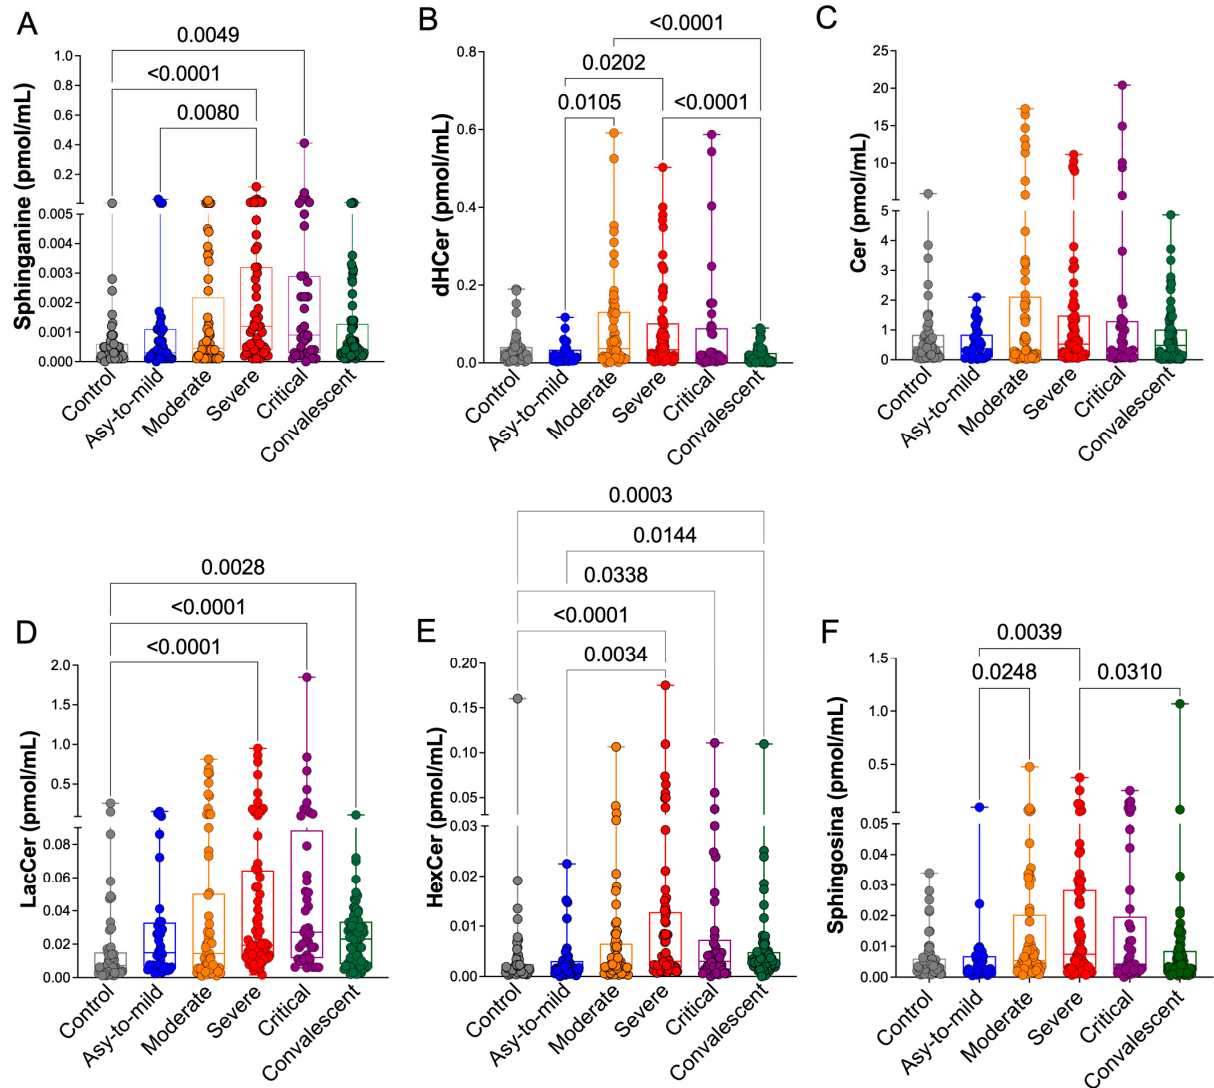 A
Sphinganine (pmol/mL)
0.0049
<0.0001
0.0080
1.0
0.8
0.6
0.4
0.2
0.005
0.004
0.003
0.002
0.001
0.000
Control
Asy-to-mild
Moderate
Severe
Critical
Convalescent
B
dHCer (pmol/mL)
<0.0001
0.0202
0.0105
<0.0001
0.8
0.6
0.4
0.2
0.0
Control
Asy-to-mild
Moderate
Severe
Critical
Convalescent
C
Cer (pmol/mL)
25
20
15
10
5
4
3
2
1
0
Control
Asy-to-mild
Moderate
Severe
Critical
Convalescent
D
LacCer (pmol/mL)
0.0028
<0.0001
<0.0001
2.0
1.5
1.0
0.5
0.08
0.06
0.04
0.02
0.00
Control
Asy-to-mild
Moderate
Severe
Critical
Convalescent
E
HexCer (pmol/mL)
0.0003
0.0144
0.0338
<0.0001
0.0034
0.20
0.15
0.10
0.05
0.03
0.02
0.01
0.00
Control
Asy-to-mild
Moderate
Severe
Critical
Convalescent
F
Sphingosina (pmol/mL)
0.0039
0.0248
0.0310
1.5
1.0
0.5
0.05
0.04
0.03
0.02
0.01
0.00
Control
Asy-to-mild
Moderate
Severe
Critical
Convalescent